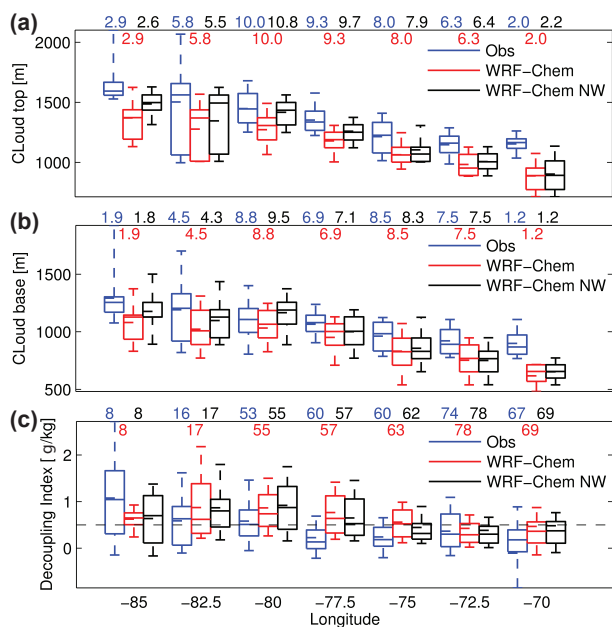 (a)
2.9 2.6 5.8 5.5 10.0 10.8 9.3 9.7 8.0 7.9 6.3 6.4 2.0 2.2
2.9 5.8 10.0 9.3 8.0 6.3 2.0
CLoud top [m]
2000
1500
1000
Obs
WRF−Chem
WRF−Chem NW
(b)
1.9 1.8 4.5 4.3 8.8 9.5 6.9 7.1 8.5 8.3 7.5 7.5 1.2 1.2
1.9 4.5 8.8 6.9 8.5 7.5 1.2
CLoud base [m]
1500
1000
500
Obs
WRF−Chem
WRF−Chem NW
(c)
8 8 16 17 53 55 60 57 60 62 74 78 67 69
8 17 55 57 63 78 69
Decoupling Index [ g/kg]
2
1
0
Obs
WRF−Chem
WRF−Chem NW
−85 −82.5 −80 −77.5 −75 −72.5 −70
Longitude